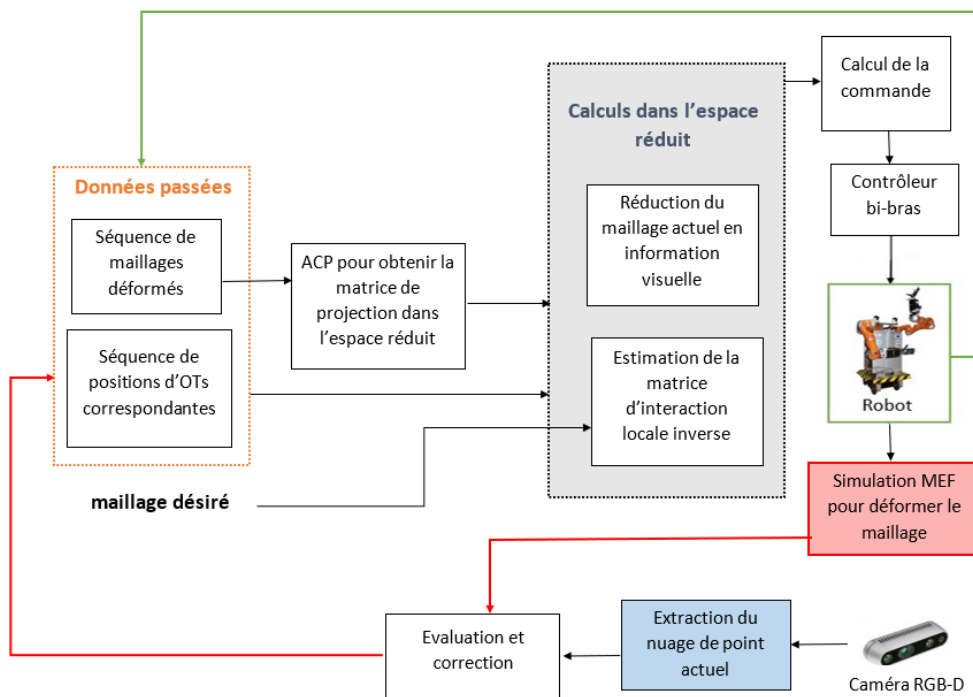 Données passées
Séquence de
maillages
déformés
Séquence de
positions d'OTs
correspondantes
maillage désiré
ACP pour obtenir la
matrice de
projection dans
l'espace réduit
Calculs dans l'espace
réduit
Réduction du
maillage actuel en
information
visuelle
Estimation de la
matrice
d'interaction
locale inverse
Calcul de la
commande
Contrôleur
bi-bras
Robot
Simulation MEF
pour déformer le
maillage
Evaluation et
correction
Extraction du
nuage de point
actuel
Caméra RGB-D